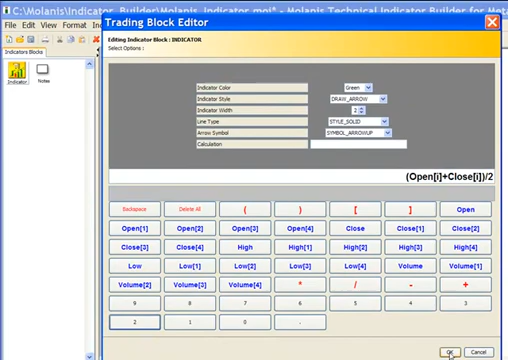 C:\Molanis\Indicator_Builder\Molanis_Indicator.moi* - Molanis Technical Indicator Builder for Met
File Edit View Insert Format
Indicators Blocks
Indicator Notes
Trading Block Editor
Editing Indicator Block : INDICATOR
Select Options :
Indicator Color Green
Indicator Style DRAW_ARROW
Indicator Width 2
Line Type STYLE_SOLID
Arrow Symbol SYMBOL_ARROWUP
Calculation
(Open[i]+Close[i])/2
Backspace Delete All ( ) [ ] Open
Open[1] Open[2] Open[3] Open[4] Close Close[1] Close[2]
Close[3] Close[4] High High[1] High[2] High[3] High[4]
Low Low[1] Low[2] Low[3] Low[4] Volume Volume[1]
Volume[2] Volume[3] Volume[4] * / - +
9 8 7 6 5 4 3
2 1 0 .
OK Cancel